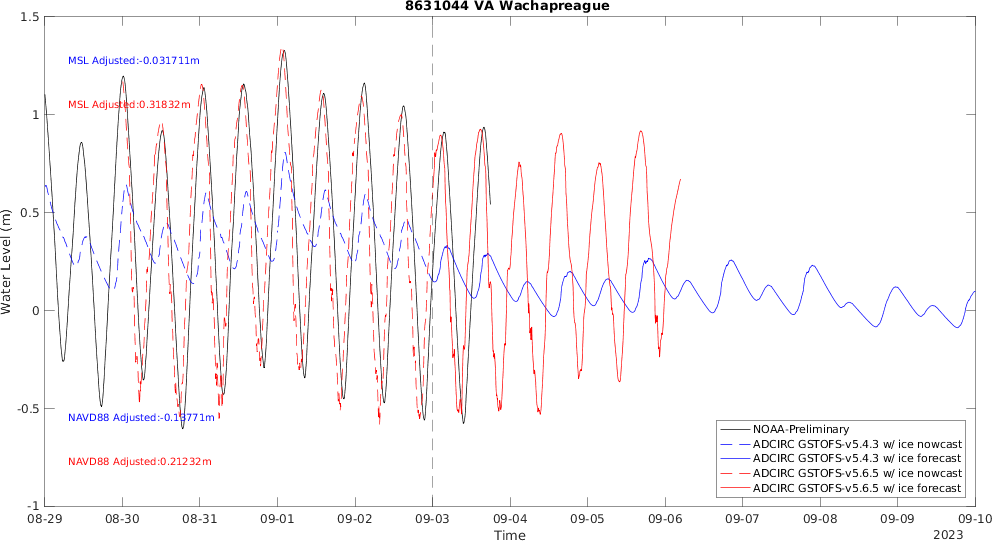 8631044 VA Wachapreague
1.5
1
0.5
0
-0.5
-1
Water Level (m)
MSL Adjusted:-0.031711m
MSL Adjusted:0.31832m
NAVD88 Adjusted:-0.13771m
NAVD88 Adjusted:0.21232m
NOAA-Preliminary
ADCIRC GSTOFS-v5.4.3 w/ ice nowcast
ADCIRC GSTOFS-v5.4.3 w/ ice forecast
ADCIRC GSTOFS-v5.6.5 w/ ice nowcast
ADCIRC GSTOFS-v5.6.5 w/ ice forecast
08-29 08-30 08-31 09-01 09-02 09-03 09-04 09-05 09-06 09-07 09-08 09-09 09-10
Time
2023